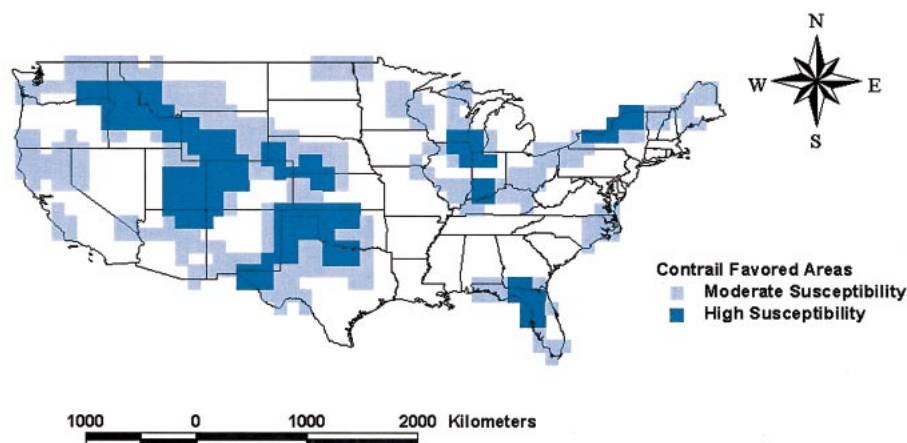 N
W E
S
Contrail Favored Areas
Moderate Susceptibility
High Susceptibility
1000 0 1000 2000 Kilometers